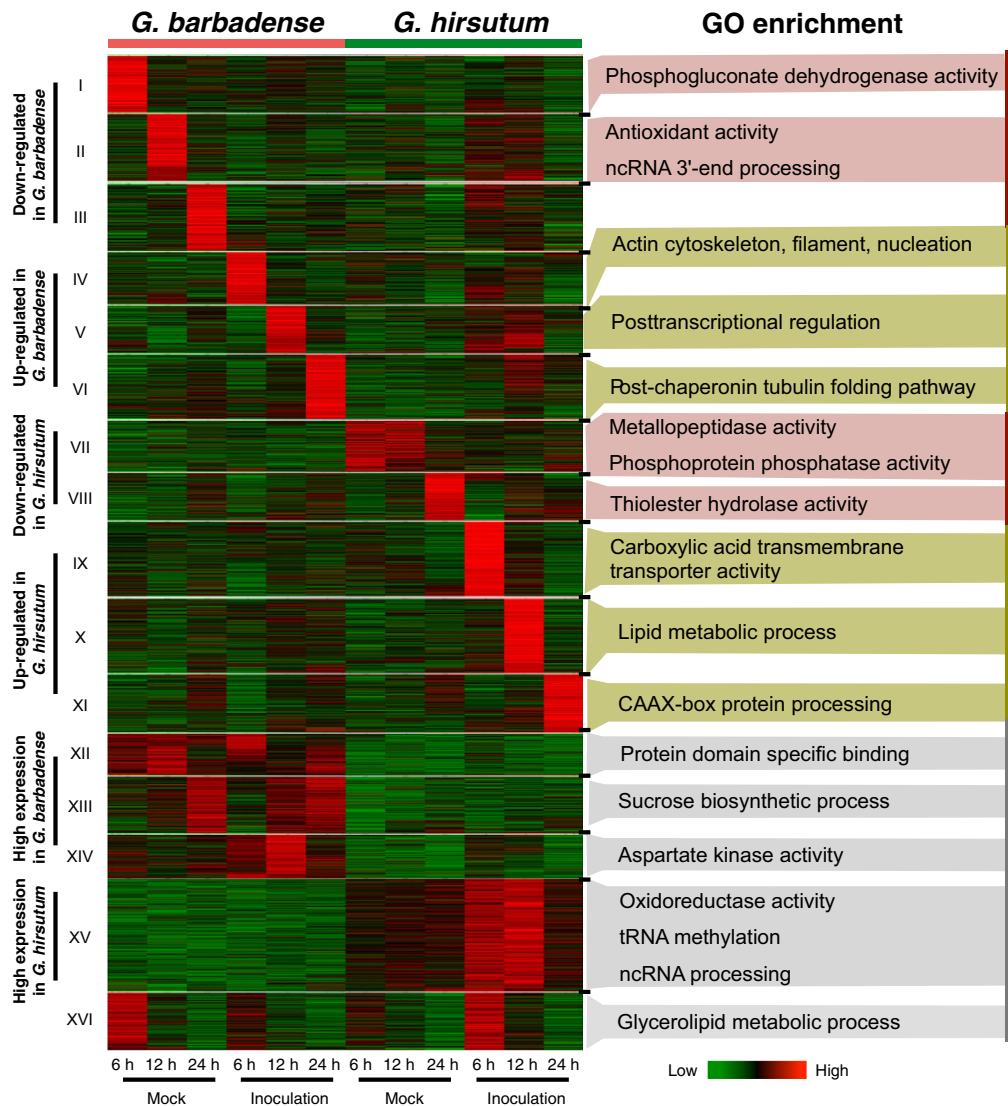 G. barbadense
G. hirsutum
GO enrichment
Down-regulated
in G. barbadense
Up-regulated in
G. barbadense
Down-regulated
in G. hirsutum
Up-regulated in
G. hirsutum
High expression
in G. barbadense
High expression
in G. hirsutum
I
II
III
IV
V
VI
VII
VIII
IX
X
XI
XII
XIII
XIV
XV
XVI
Phosphogluconate dehydrogenase activity
Antioxidant activity
ncRNA 3'-end processing
Actin cytoskeleton, filament, nucleation
Posttranscriptional regulation
Post-chaperonin tubulin folding pathway
Metallopeptidase activity
Phosphoprotein phosphatase activity
Thiolester hydrolase activity
Carboxylic acid transmembrane
transporter activity
Lipid metabolic process
CAAX-box protein processing
Protein domain specific binding
Sucrose biosynthetic process
Aspartate kinase activity
Oxidoreductase activity
tRNA methylation
ncRNA processing
Glycerolipid metabolic process
6 h 12 h 24 h 6 h 12 h 24 h 6 h 12 h 24 h 6 h 12 h 24 h
Mock Inoculation Mock Inoculation
Low High